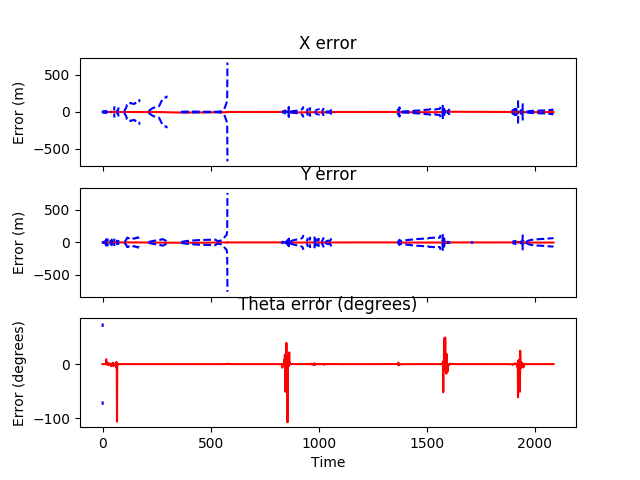 X error
Error (m)
500
0
−500
Y error
Error (m)
500
0
−500
Theta error (degrees)
Error (degrees)
0
−100
0
500
1000
1500
2000
Time